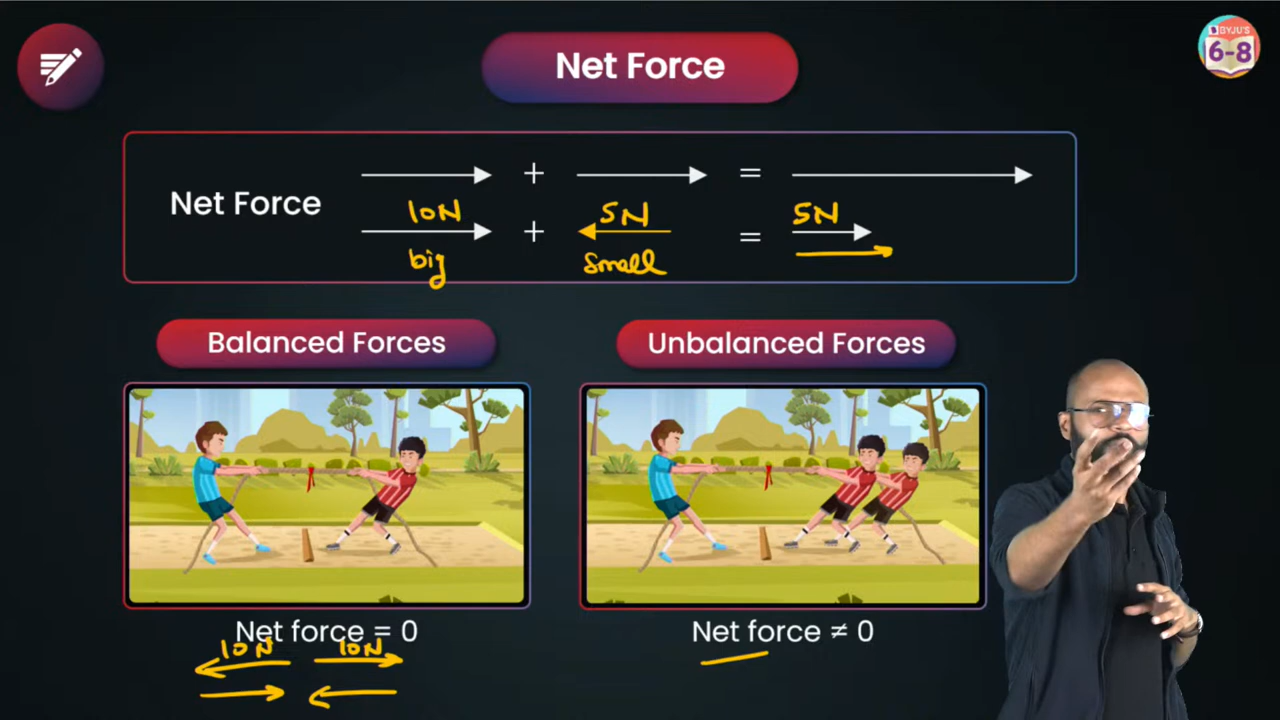 Net Force
BYJU'S
6-8
+ =
Net Force
10N 5N 5N
+ =
big small
Balanced Forces
Unbalanced Forces
Net force = 0
Net force ≠ 0
10N 10N